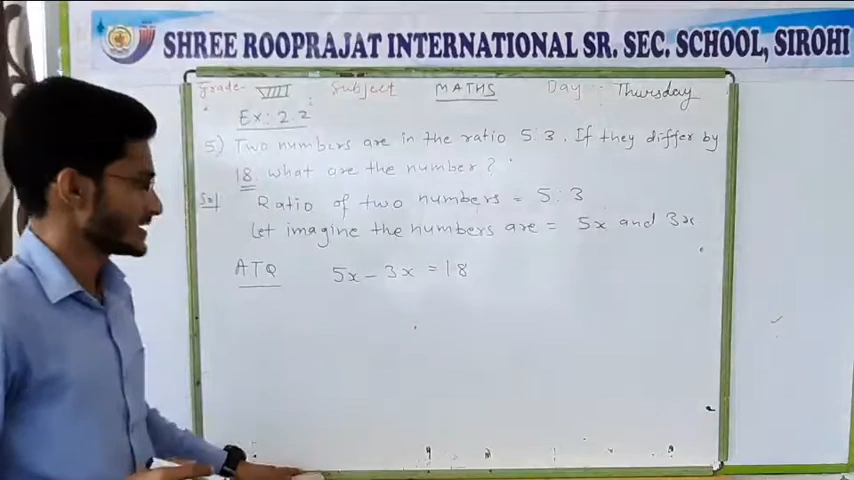 SHREE ROOPRAJAT INTERNATIONAL SR. SEC. SCHOOL, SIROHI
Grade- VIII Subject MATHS Day : Thursday
Ex: 2.2
5) Two numbers are in the ratio 5:3. If they differ by
18 what are the number ?
Sol Ratio of two numbers = 5:3
Let imagine the numbers are = 5x and 3x
ATQ 5x - 3x = 18